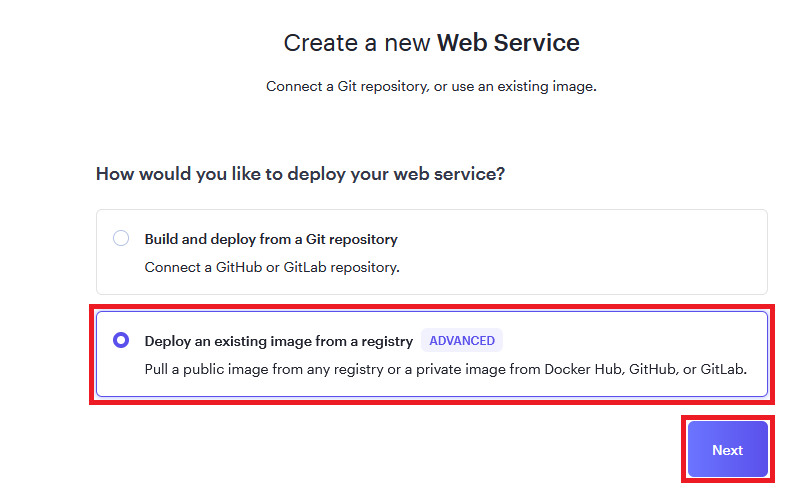 Create a new Web Service
Connect a Git repository, or use an existing image.
How would you like to deploy your web service?
Build and deploy from a Git repository
Connect a GitHub or GitLab repository.
Deploy an existing image from a registry ADVANCED
Pull a public image from any registry or a private image from Docker Hub, GitHub, or GitLab.
Next